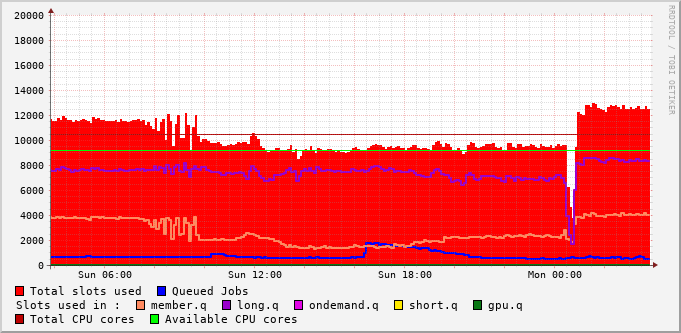 RRDTOOL / TOBI OETIKER
20000
18000
16000
14000
12000
10000
8000
6000
4000
2000
0
Sun 06:00 Sun 12:00 Sun 18:00 Mon 00:00
Total slots used Queued Jobs
Slots used in : member.q long.q ondemand.q short.q gpu.q
Total CPU cores Available CPU cores